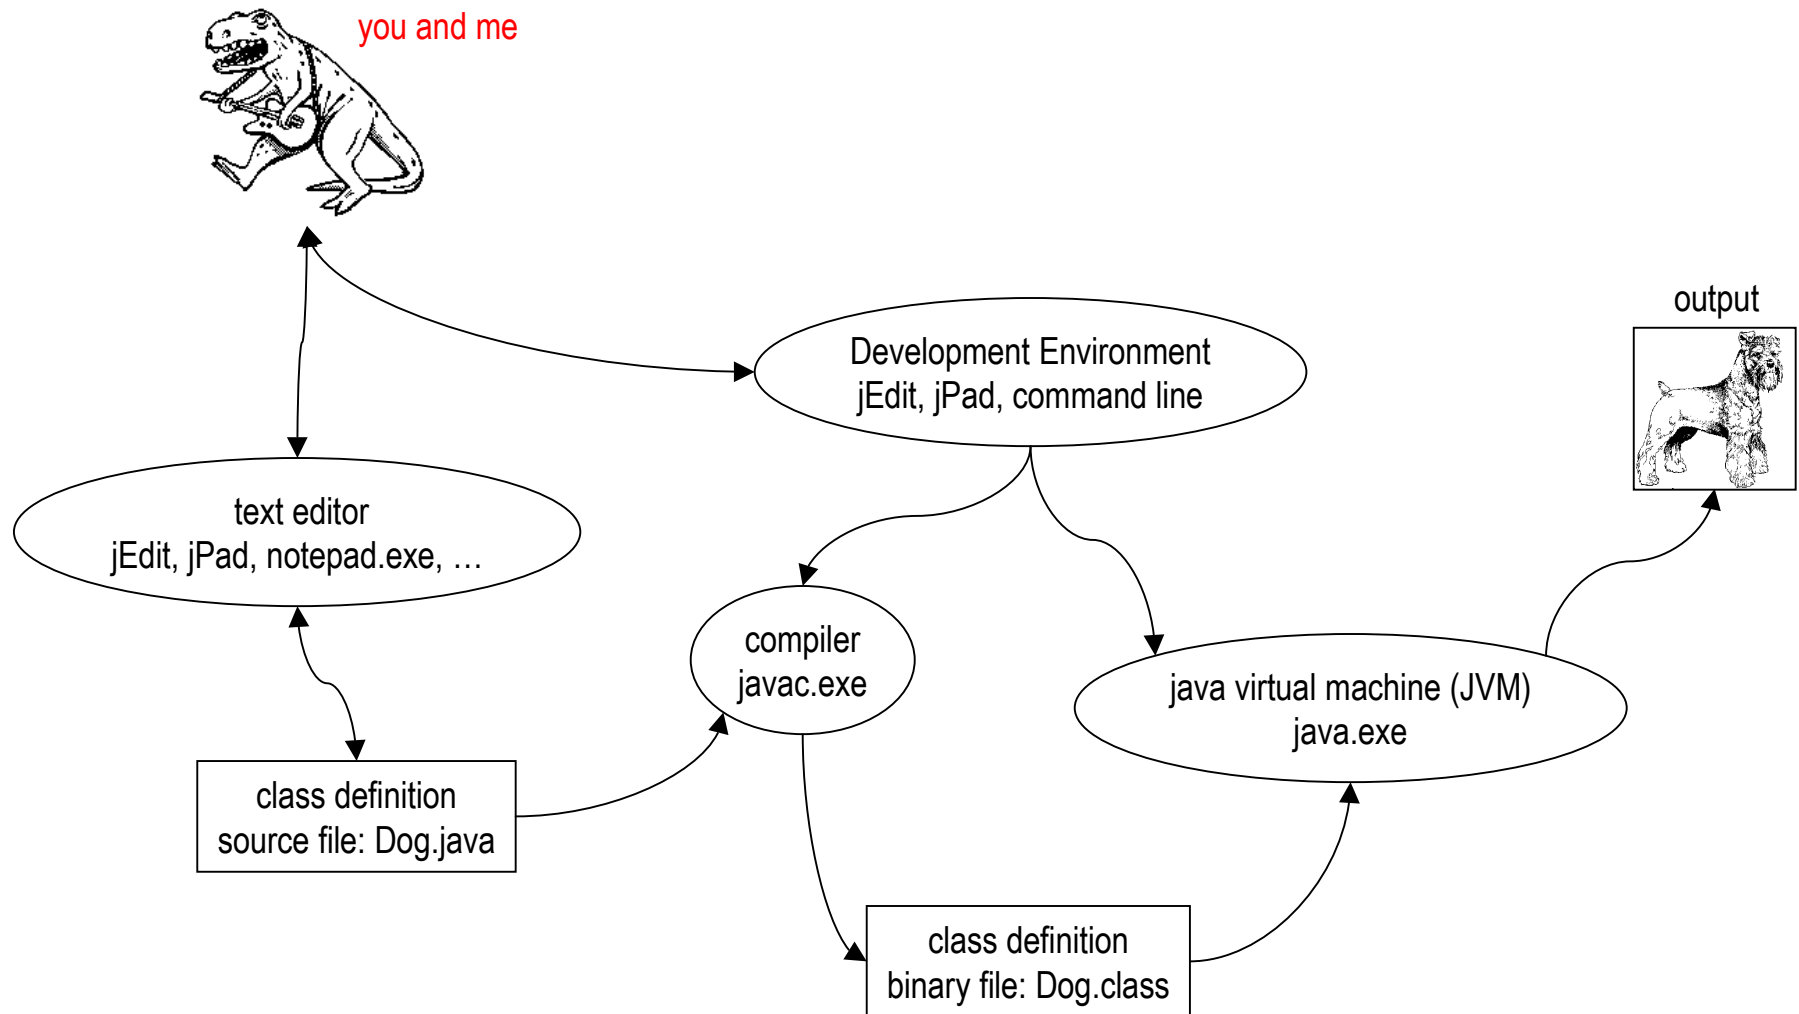 you and me
Development Environment
jEdit, jPad, command line
output
text editor
jEdit, jPad, notepad.exe, …
compiler
javac.exe
java virtual machine (JVM)
java.exe
class definition
source file: Dog.java
class definition
binary file: Dog.class